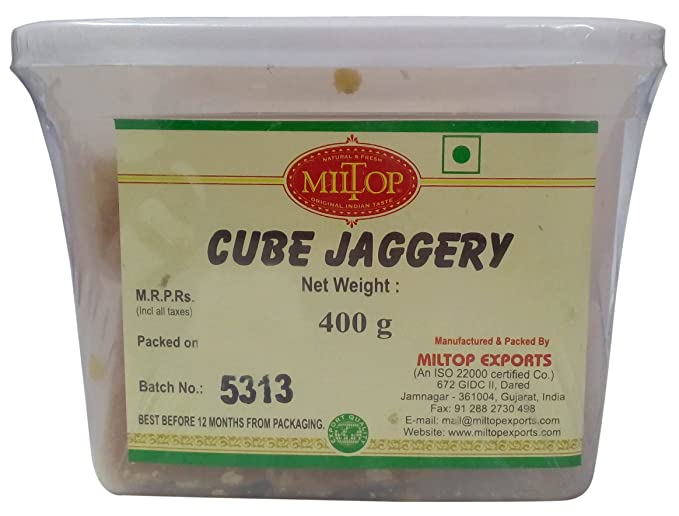 NATURAL & FRESH
MILTOP
ORIGINAL INDIAN TASTE
CUBE JAGGERY
Net Weight :
400 g
M.R.P.Rs.
(Incl all taxes)
Packed on
Batch No.: 5313
BEST BEFORE 12 MONTHS FROM PACKAGING.
EXPORT QUALITY
Manufactured & Packed By
MILTOP EXPORTS
(An ISO 22000 certified Co.)
672 GIDC II, Dared
Jamnagar - 361004, Gujarat, India
Fax: 91 288 2730 498
E-mail: mail@miltopexports.com
Website: www.miltopexports.com